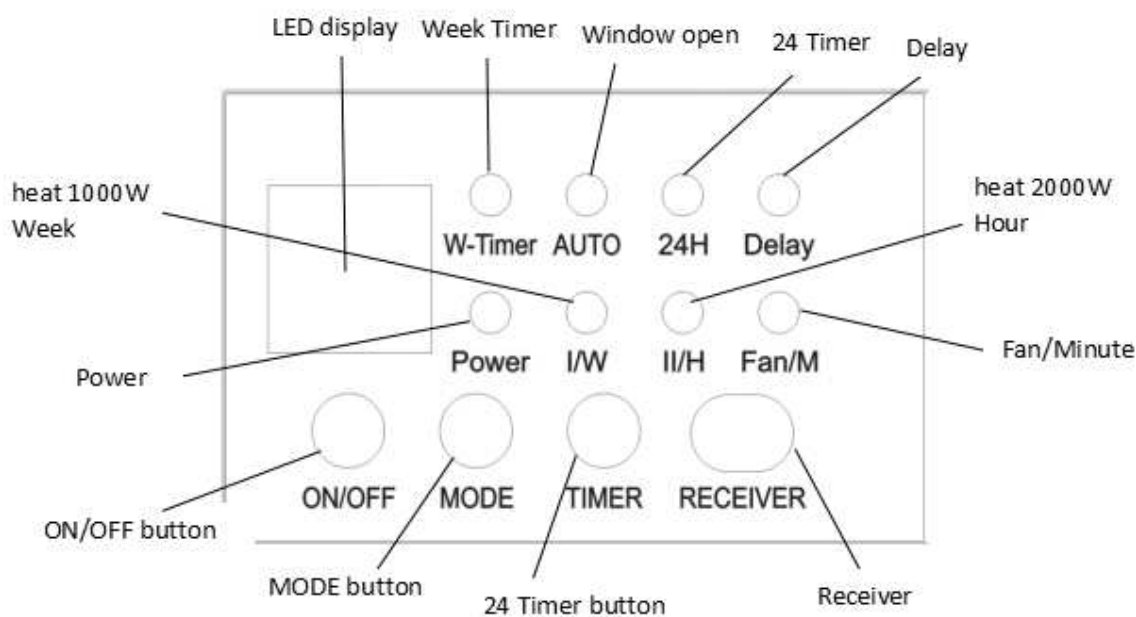 LED display
Week Timer
Window open
24 Timer
Delay
heat 1000W
Week
heat 2000W
Hour
W-Timer
AUTO
24H
Delay
Power
I/W
II/H
Fan/M
Power
Fan/Minute
ON/OFF
MODE
TIMER
RECEIVER
ON/OFF button
MODE button
24 Timer button
Receiver